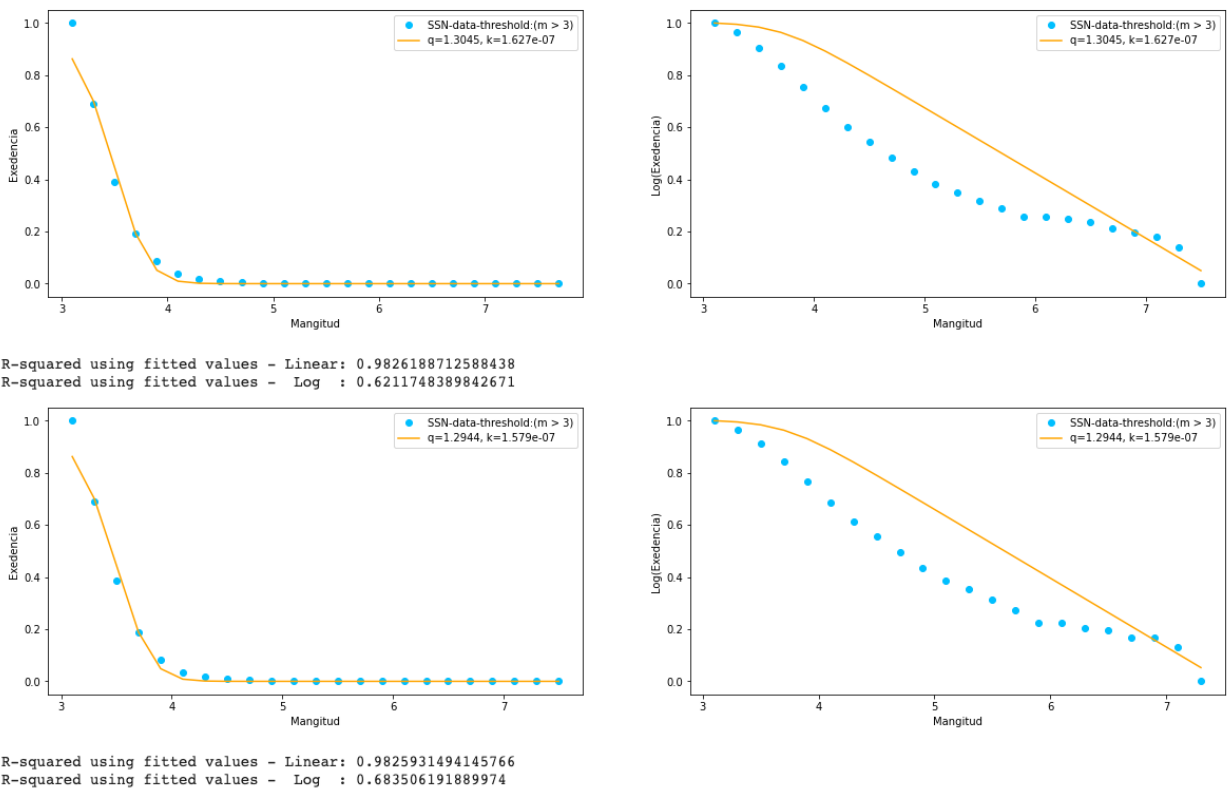 1.0
0.8
0.6
0.4
0.2
0.0
Exedencia
3 4 5 6 7
Mangitud
SSN-data-threshold:(m > 3)
q=1.3045, k=1.627e-07
1.0
0.8
0.6
0.4
0.2
0.0
Log(Exedencia)
3 4 5 6 7
Mangitud
SSN-data-threshold:(m > 3)
q=1.3045, k=1.627e-07
R-squared using fitted values - Linear: 0.9826188712588438
R-squared using fitted values -  Log  : 0.6211748389842671
1.0
0.8
0.6
0.4
0.2
0.0
Exedencia
3 4 5 6 7
Mangitud
SSN-data-threshold:(m > 3)
q=1.2944, k=1.579e-07
1.0
0.8
0.6
0.4
0.2
0.0
Log(Exedencia)
3 4 5 6 7
Mangitud
SSN-data-threshold:(m > 3)
q=1.2944, k=1.579e-07
R-squared using fitted values - Linear: 0.9825931494145766
R-squared using fitted values -  Log  : 0.683506191889974